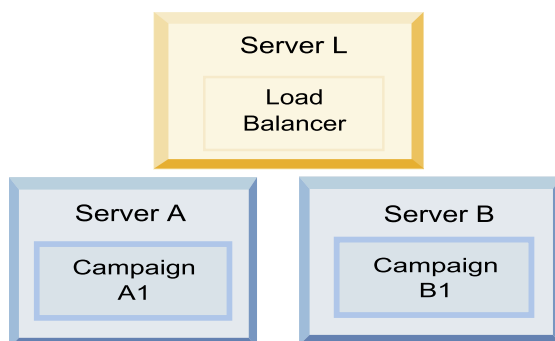 Server L
Load
Balancer
Server A
Campaign
A1
Server B
Campaign
B1